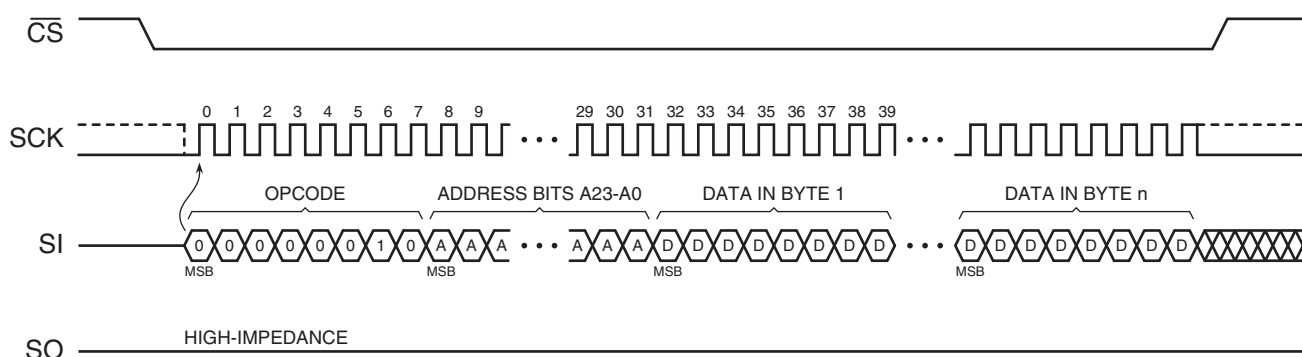 CS
0 1 2 3 4 5 6 7 8 9 29 30 31 32 33 34 35 36 37 38 39
SCK
OPCODE ADDRESS BITS A23-A0 DATA IN BYTE 1 DATA IN BYTE n
SI 0 0 0 0 0 0 1 0 A A A A A A D D D D D D D D D D D D D D D D
MSB MSB MSB MSB
HIGH-IMPEDANCE
SO